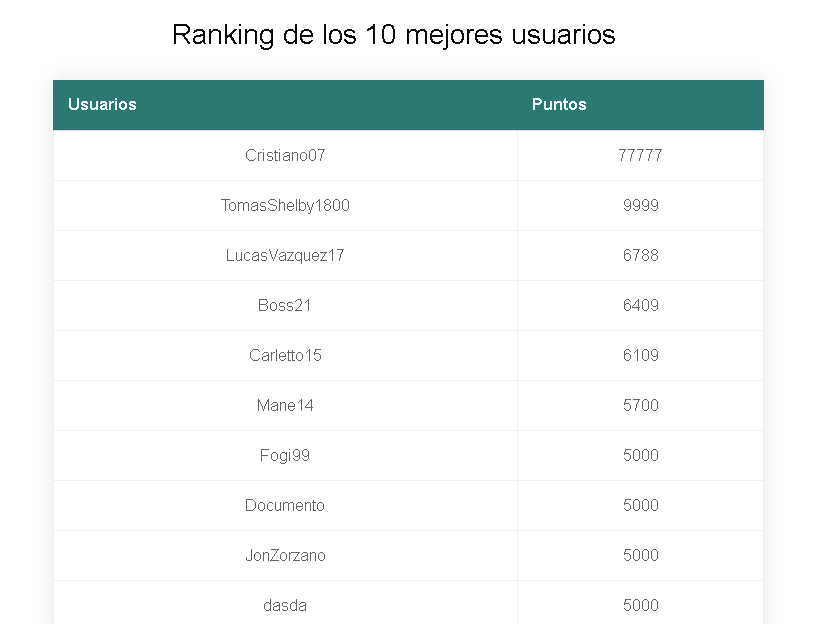 Ranking de los 10 mejores usuarios
Usuarios Puntos
Cristiano07 77777
TomasShelby1800 9999
LucasVazquez17 6788
Boss21 6409
Carletto15 6109
Mane14 5700
Fogi99 5000
Documento 5000
JonZorzano 5000
dasda 5000